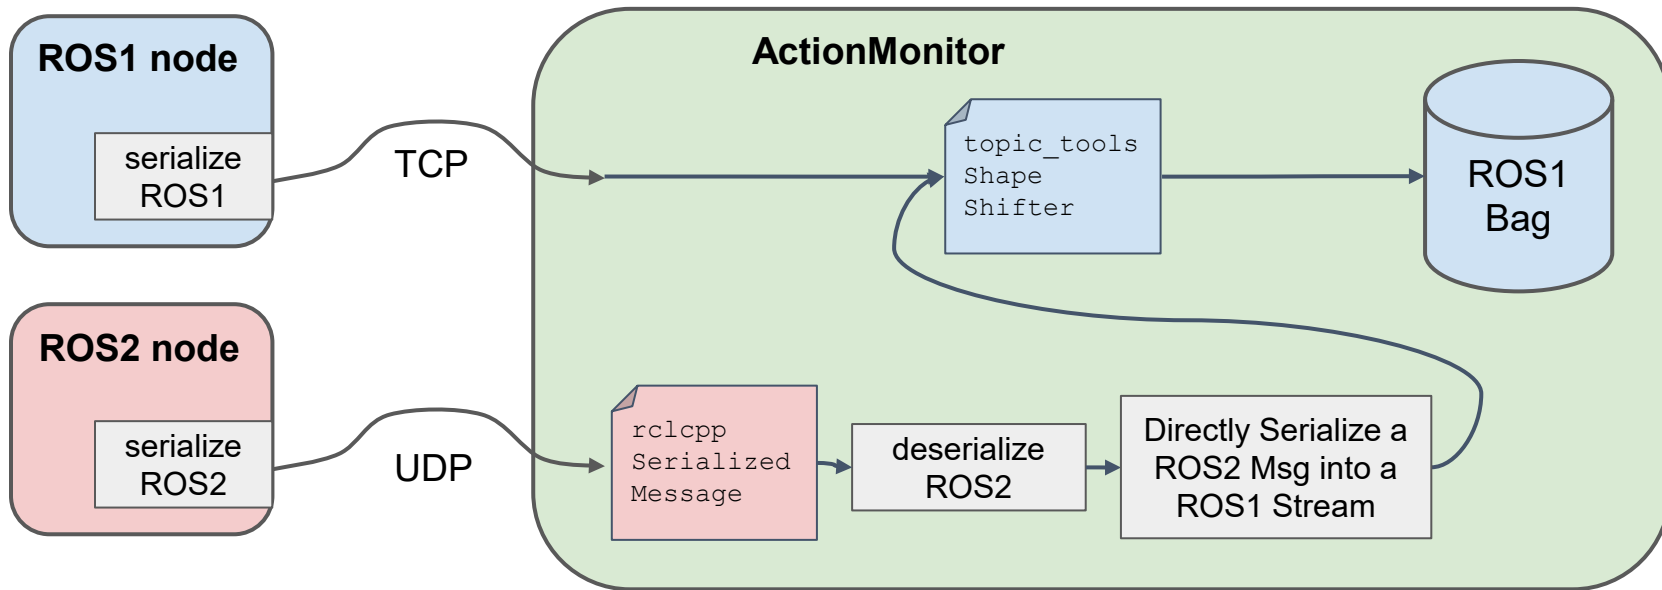 ROS1 node
serialize
ROS1
TCP
ActionMonitor
topic_tools
Shape
Shifter
ROS1
Bag
ROS2 node
serialize
ROS2
UDP
rclcpp
Serialized
Message
deserialize
ROS2
Directly Serialize a
ROS2 Msg into a
ROS1 Stream